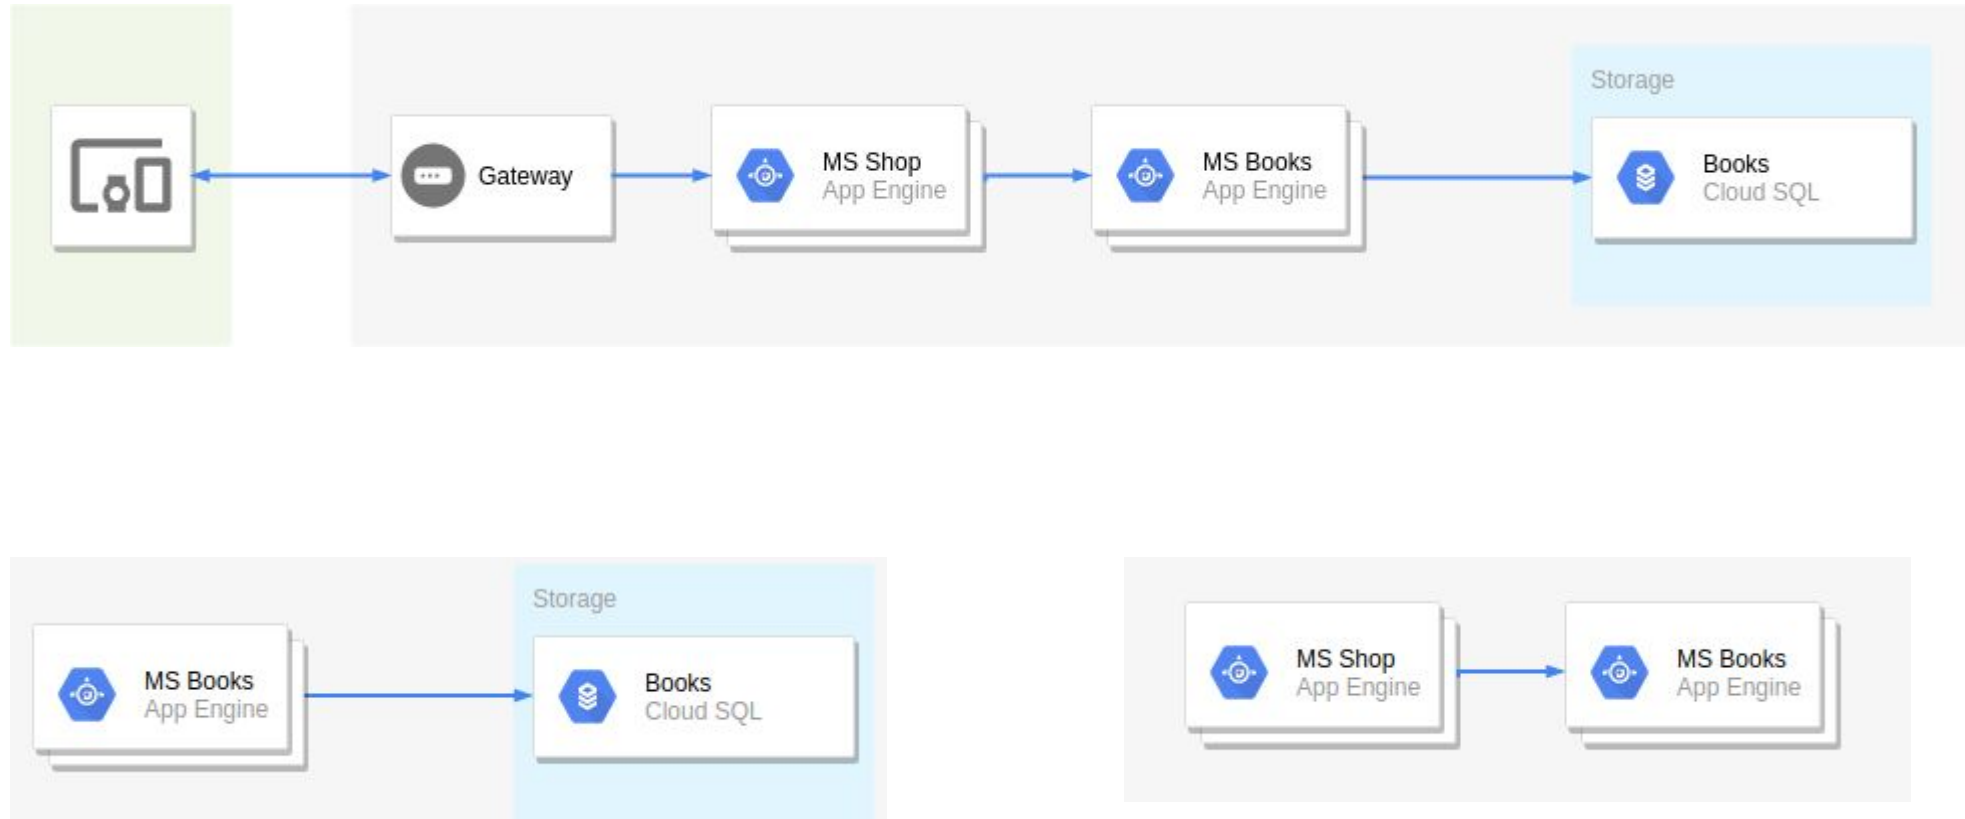 Storage
Gateway
MS Shop
App Engine
MS Books
App Engine
Books
Cloud SQL
Storage
MS Books
App Engine
Books
Cloud SQL
MS Shop
App Engine
MS Books
App Engine